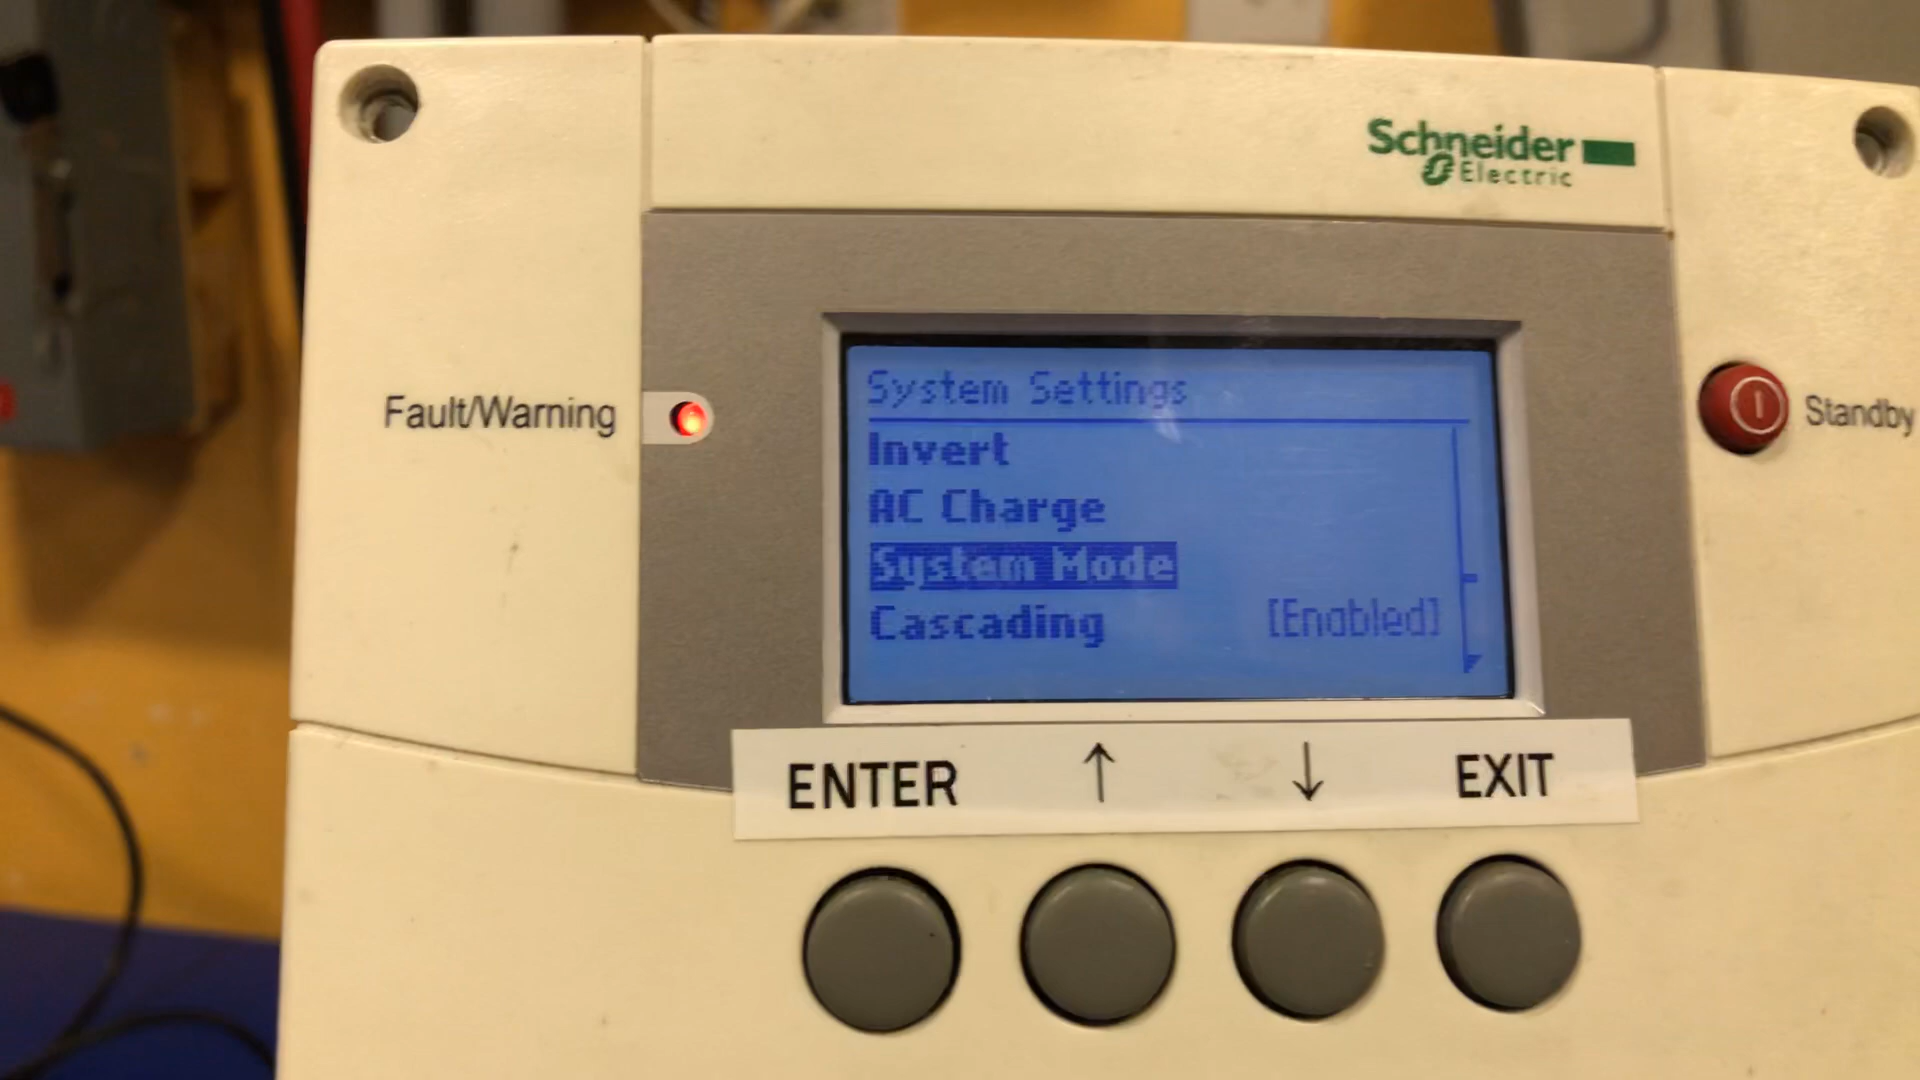 Schneider
Electric
Fault/Warning
Standby
System Settings
Invert
AC Charge
System Mode
Cascading [Enabled]
ENTER ↑ ↓ EXIT